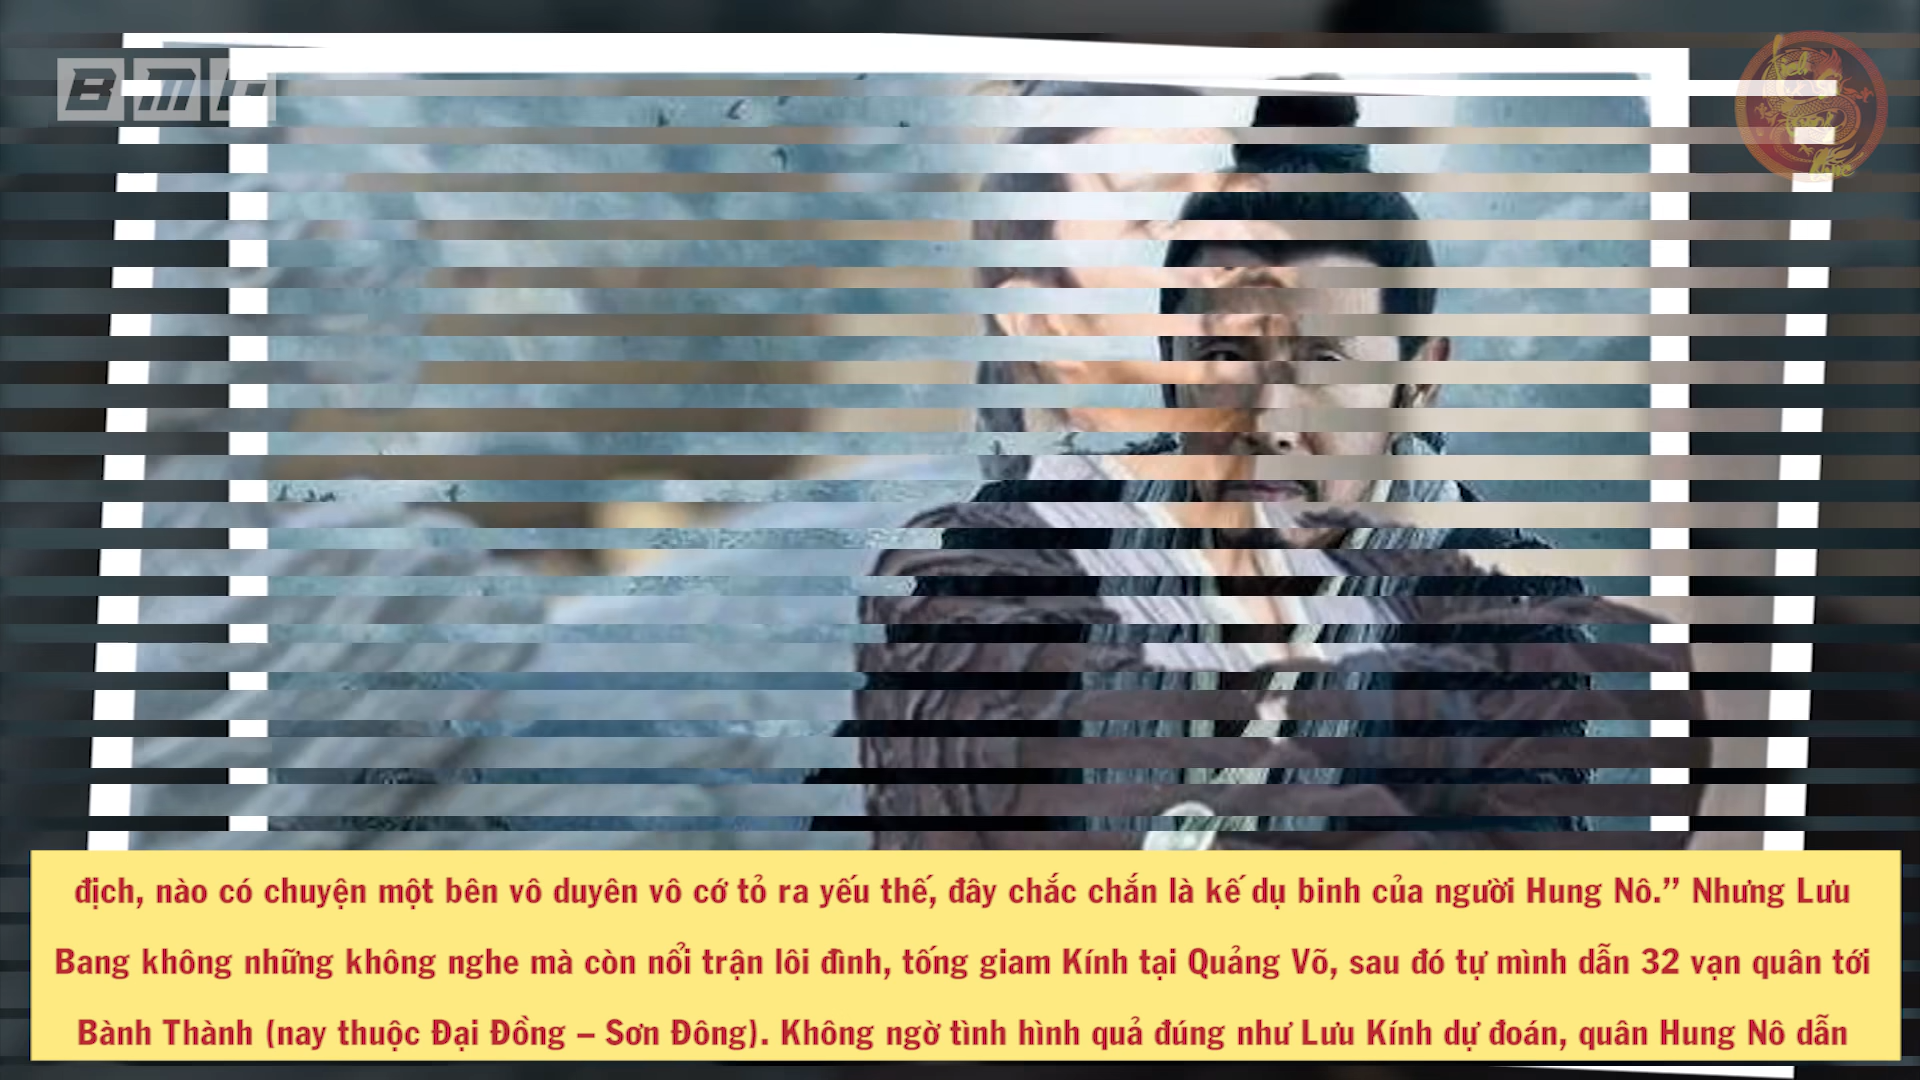 địch, nào có chuyện một bên vô duyên vô cớ tỏ ra yếu thế, đây chắc chắn là kế dụ binh của người Hung Nô.” Nhưng Lưu
Bang không những không nghe mà còn nổi trận lôi đình, tống giam Kính tại Quảng Võ, sau đó tự mình dẫn 32 vạn quân tới
Bành Thành (nay thuộc Đại Đồng – Sơn Đông). Không ngờ tình hình quả đúng như Lưu Kính dự đoán, quân Hung Nô dẫn